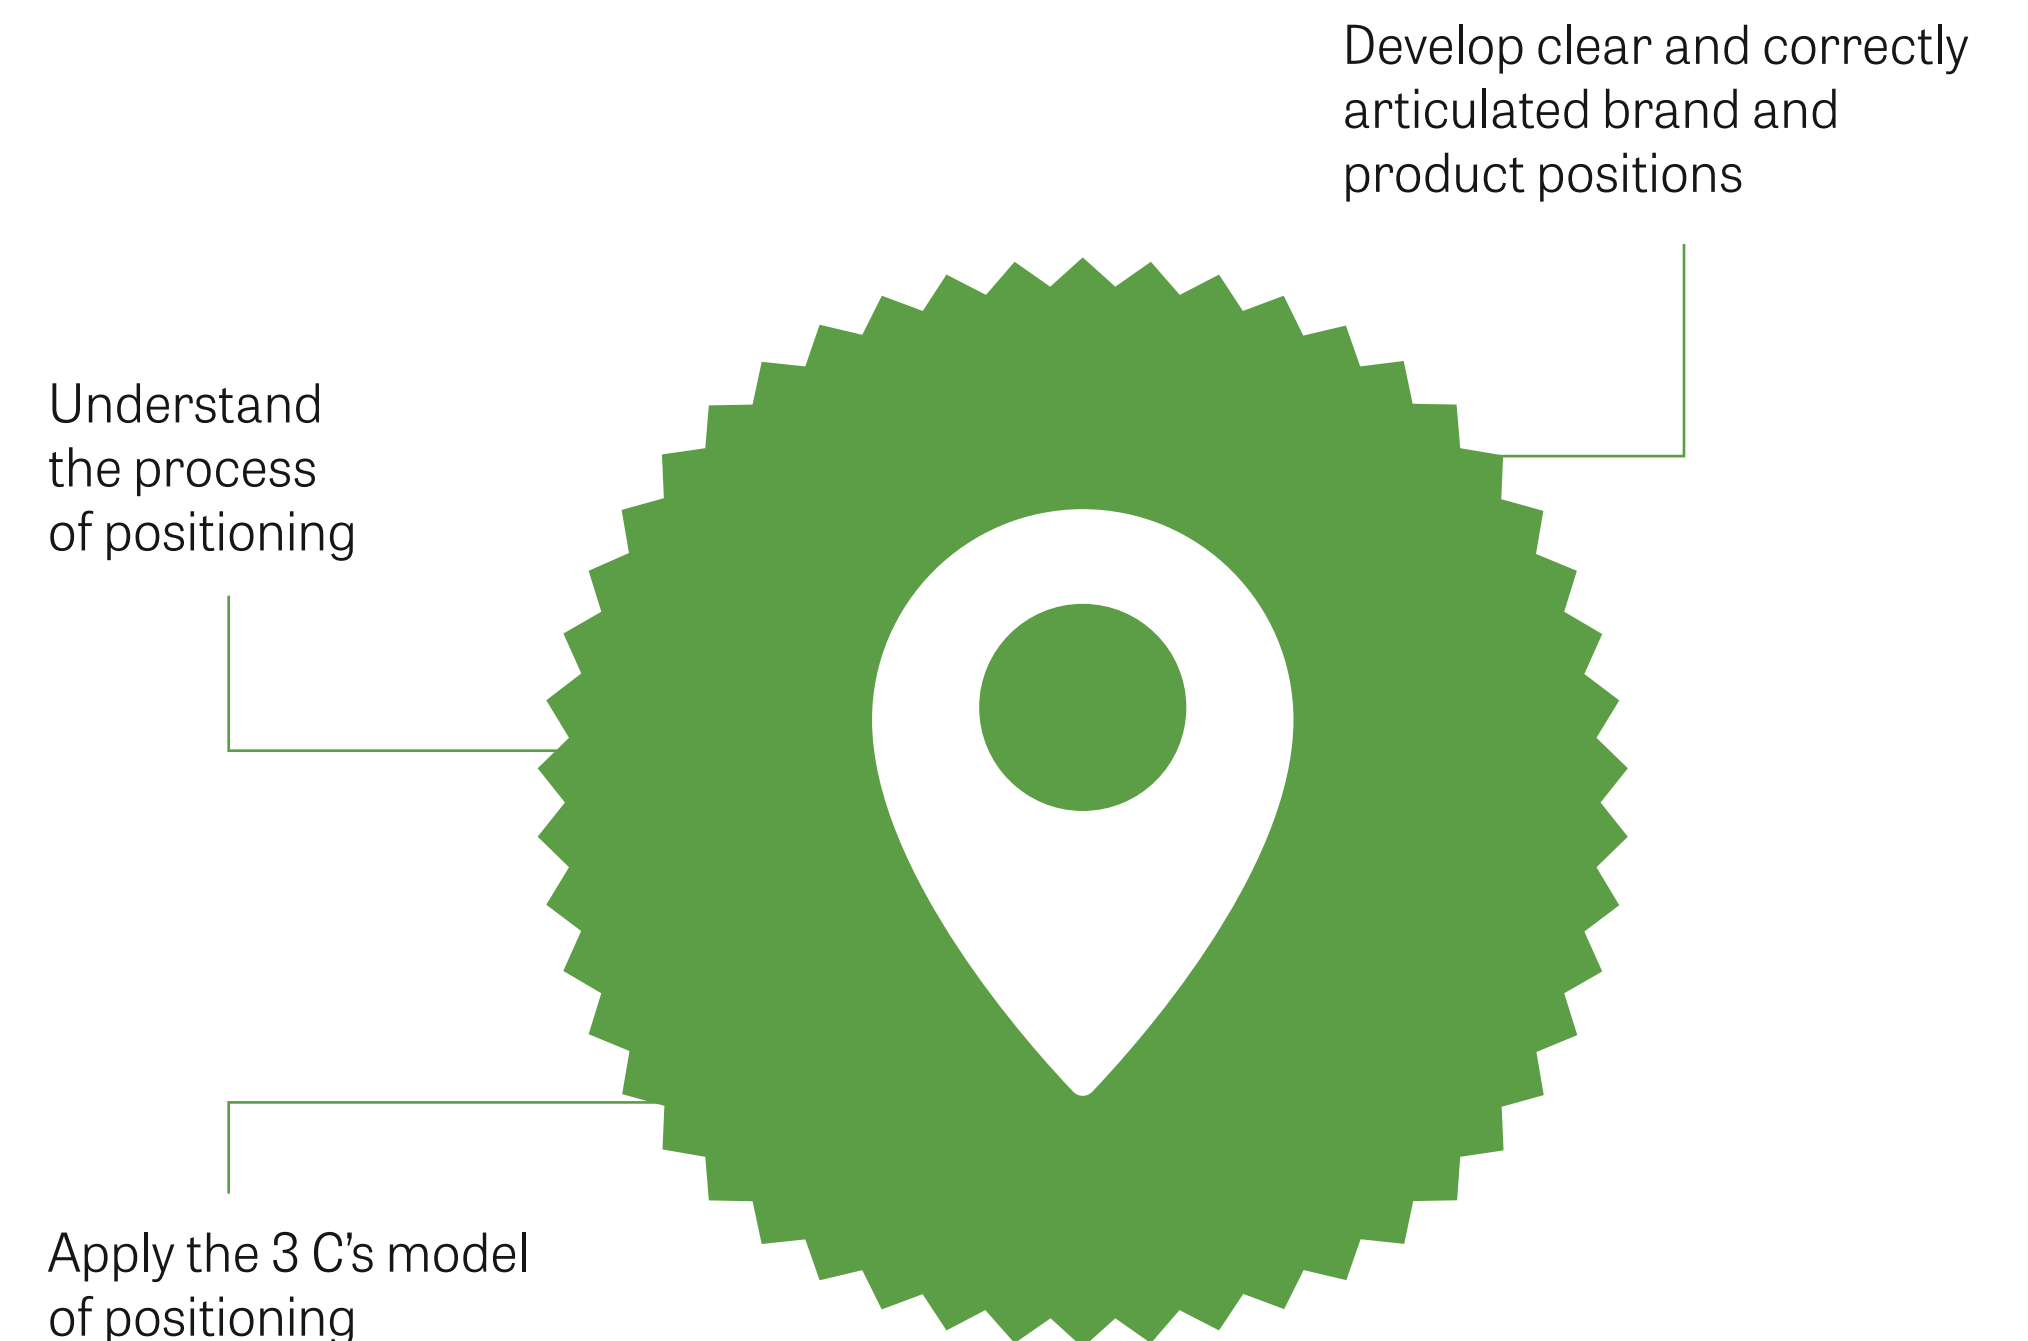 Develop clear and correctly
articulated brand and
product positions
Understand
the process
of positioning
Apply the 3 C’s model
of positioning